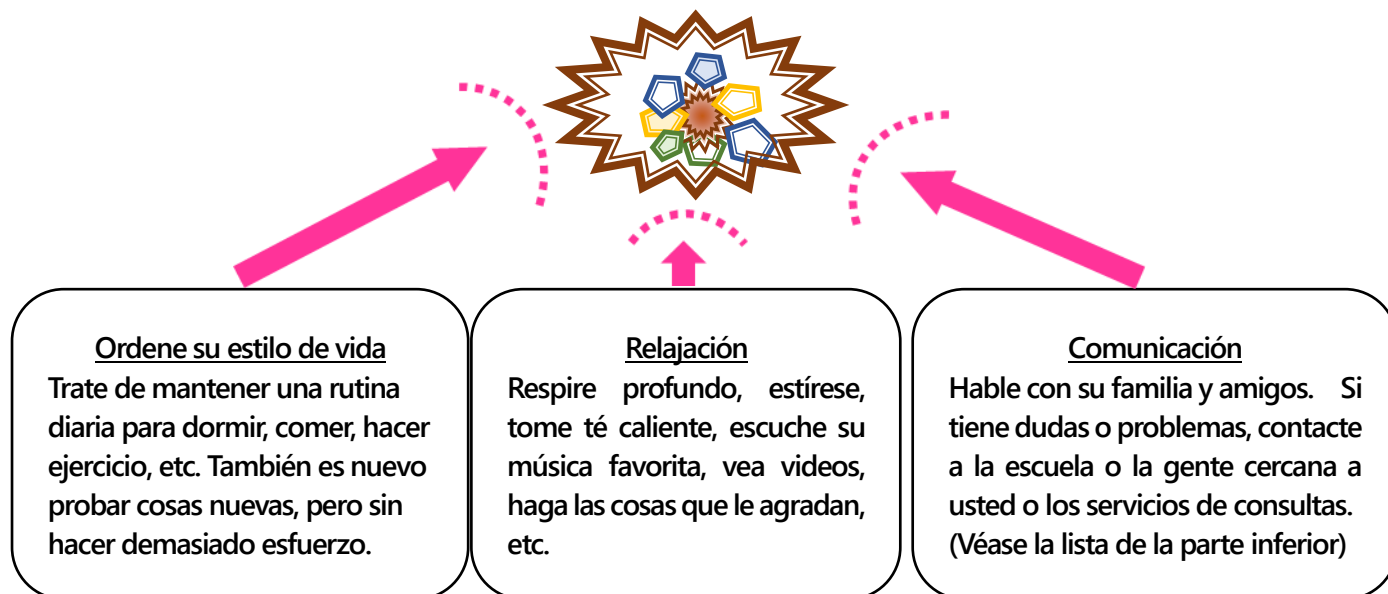 Ordene su estilo de vida
Trate de mantener una rutina
diaria para dormir, comer, hacer
ejercicio, etc. También es nuevo
probar cosas nuevas, pero sin
hacer demasiado esfuerzo.
Relajación
Respire profundo, estírese,
tome té caliente, escuche su
música favorita, vea videos,
haga las cosas que le agradan,
etc.
Comunicación
Hable con su familia y amigos. Si
tiene dudas o problemas, contacte
a la escuela o la gente cercana a
usted o los servicios de consultas.
(Véase la lista de la parte inferior)